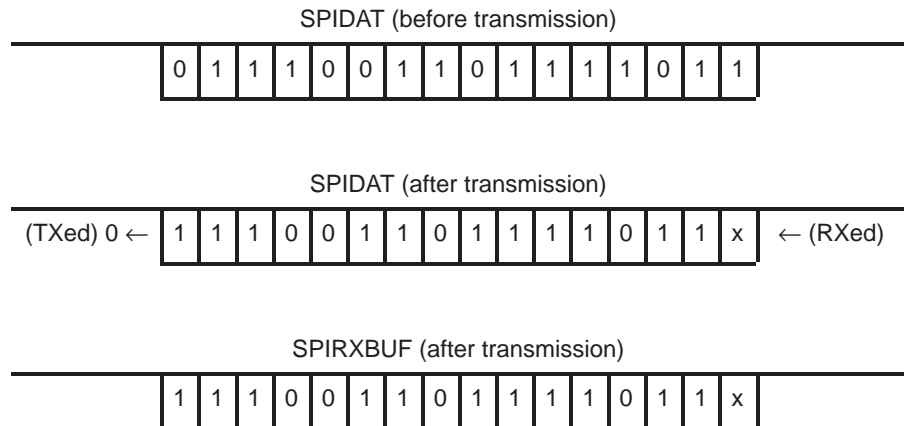 SPIDAT (before transmission)
0 1 1 1 0 0 1 1 0 1 1 1 1 0 1 1
SPIDAT (after transmission)
(TXed) 0 ← 1 1 1 0 0 1 1 0 1 1 1 1 0 1 1 x ← (RXed)
SPIRXBUF (after transmission)
1 1 1 0 0 1 1 0 1 1 1 1 0 1 1 x